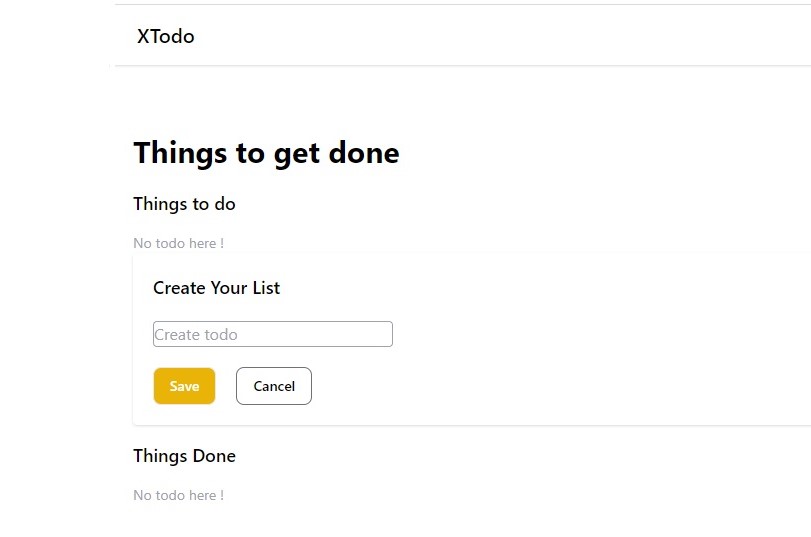 XTodo
Things to get done
Things to do
No todo here !
Create Your List
Create todo
Save Cancel
Things Done
No todo here !